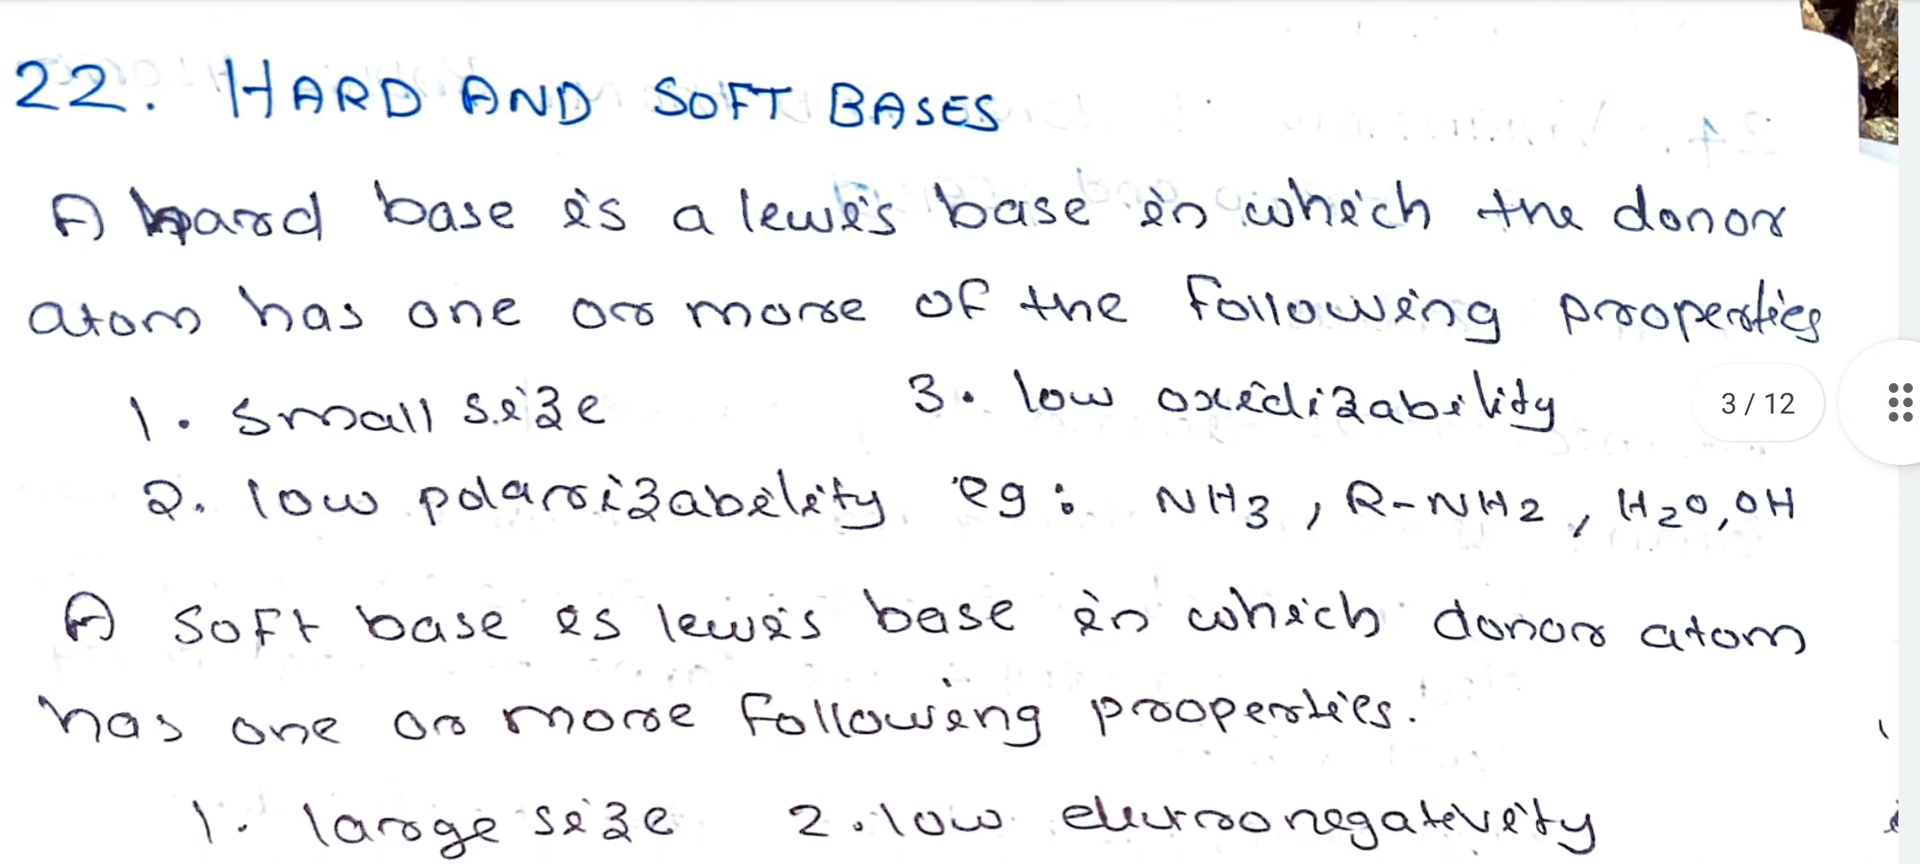 22. HARD AND SOFT BASES
A hard base is a lewis base in which the donor
atom has one or more of the following properties
1. small size 3. low oxidizability
3 / 12
2. low polarizability eg : NH3, R-NH2, H2O, OH
A soft base is lewis base in which donor atom
has one or more following properties.
1. large size 2. low electronegativity